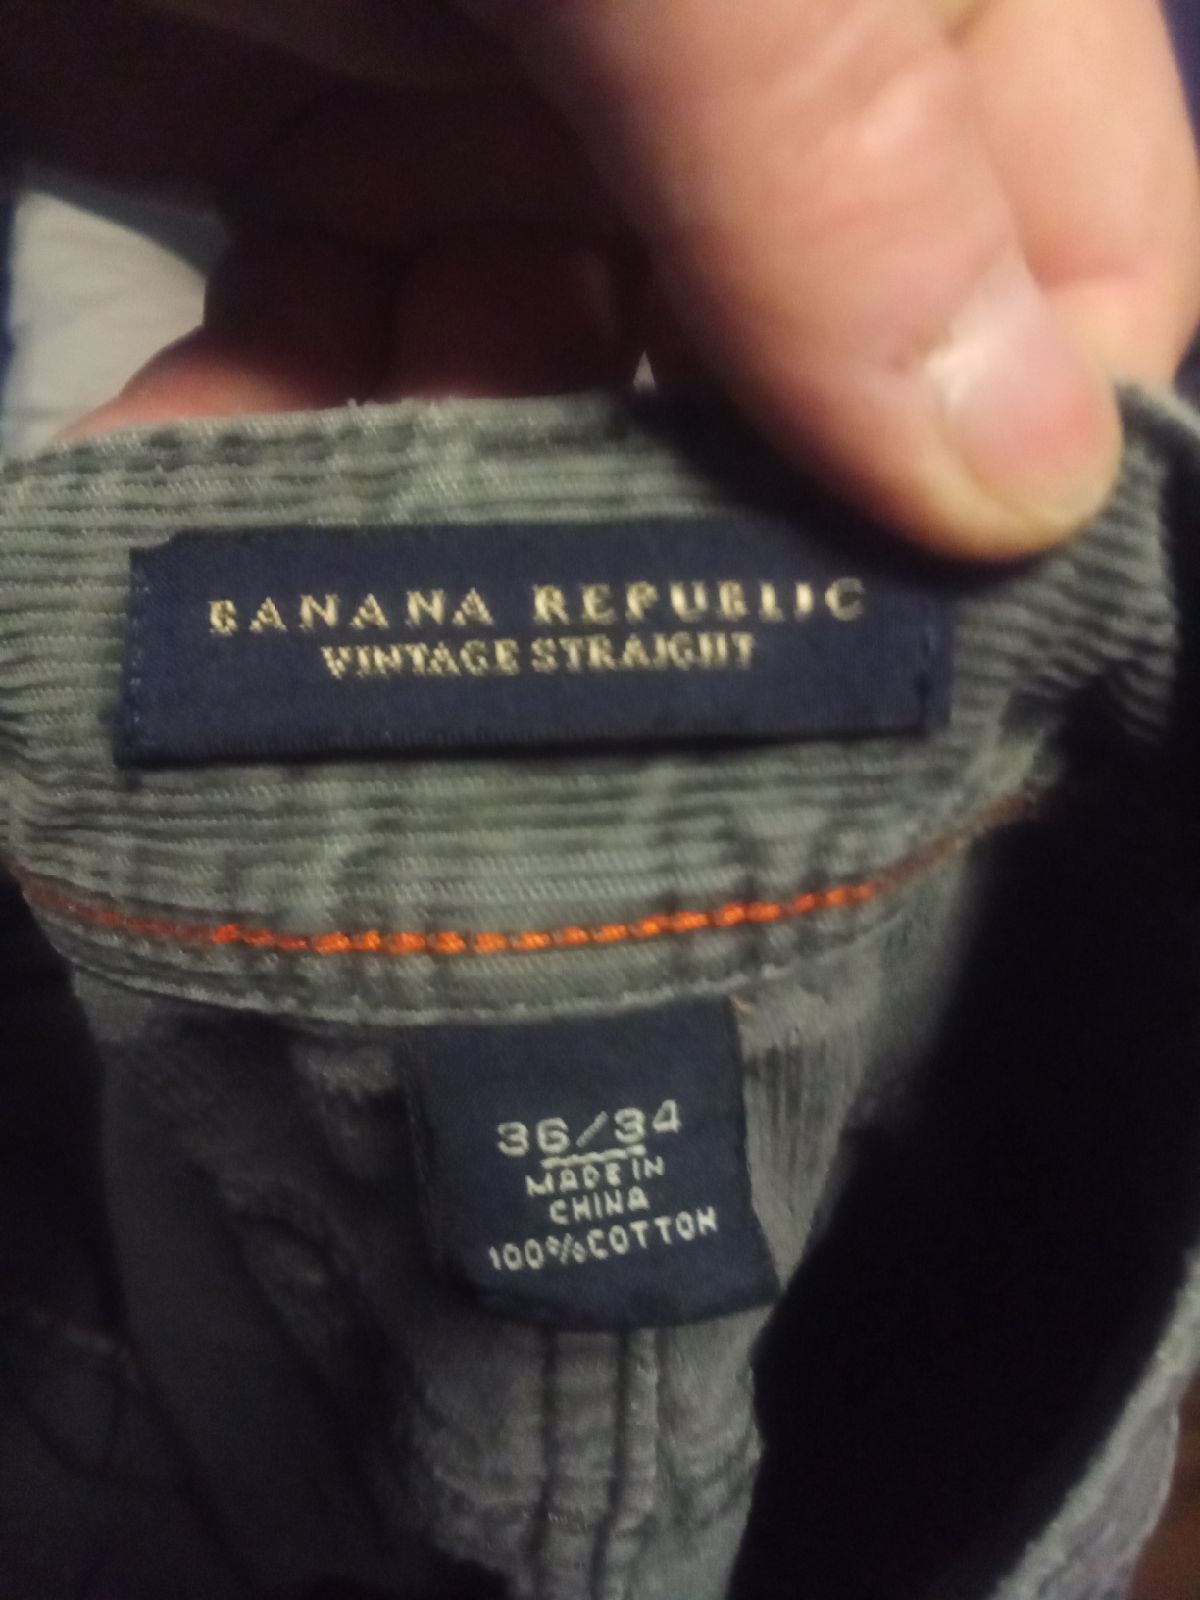 BANANA REPUBLIC
VINTAGE STRAIGHT
36/34
MADE IN
CHINA
100% COTTON